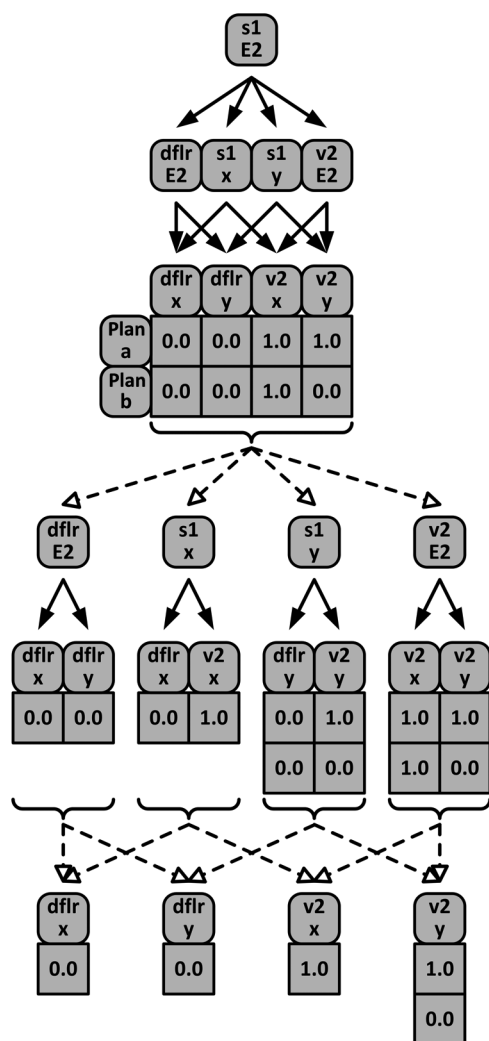 s1
E2
dflr s1 s1 v2
E2 x y E2
dflr dflr v2 v2
x y x y
Plan
a 0.0 0.0 1.0 1.0
Plan
b 0.0 0.0 1.0 0.0
dflr s1 s1 v2
E2 x y E2
dflr dflr dflr v2 dflr v2 v2 v2
x y x x y y x y
0.0 0.0 0.0 1.0 0.0 1.0 1.0 1.0
0.0 0.0 1.0 0.0
dflr dflr v2 v2
x y x y
0.0 0.0 1.0 1.0
0.0